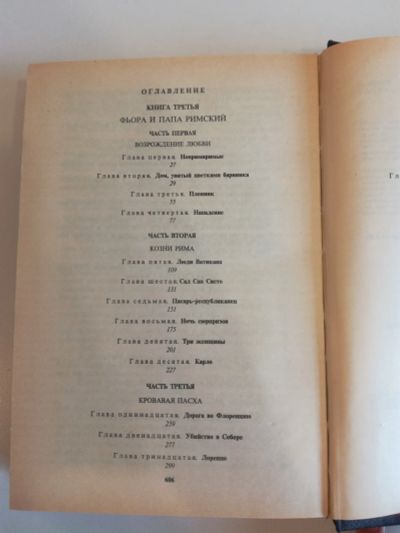 ОГЛАВЛЕНИЕ
КНИГА ТРЕТЬЯ
ФЬОРА И ПАПА РИМСКИЙ
ЧАСТЬ ПЕРВАЯ
ВОЗРОЖДЕНИЕ ЛЮБВИ
Глава первая. Непримиримые
27
Глава вторая. Дом, увитый цветками барвинка
29
Глава третья. Пленник
55
Глава четвертая. Нападение
77
ЧАСТЬ ВТОРАЯ
КОЗНИ РИМА
Глава пятая. Люди Ватикана
109
Глава шестая. Сад Сан Систо
131
Глава седьмая. Писарь-республиканец
151
Глава восьмая. Ночь сюрпризов
175
Глава девятая. Три женщины
201
Глава десятая. Карло
227
ЧАСТЬ ТРЕТЬЯ
КРОВАВАЯ ПАСХА
Глава одиннадцатая. Дорога во Флоренцию
259
Глава двенадцатая. Убийство в Соборе
277
Глава тринадцатая. Лоренцо
299
606